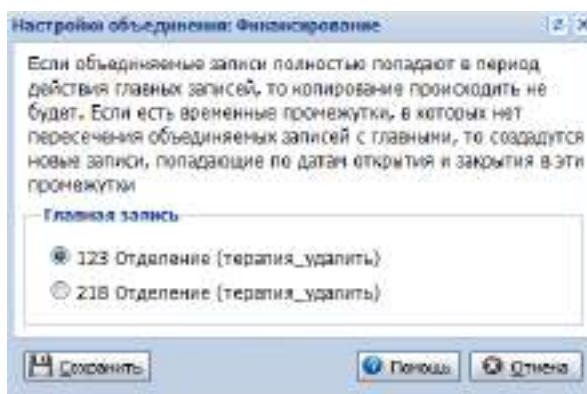 Настройки объединения: Финансирование
Если объединяемые записи полностью попадают в период
действия главных записей, то копирование происходить не
будет. Если есть временные промежутки, в которых нет
пересечения объединяемых записей с главными, то создадутся
новые записи, попадающие по датам открытия и закрытия в эти
промежутки
Главная запись
123 Отделение (терапия_удалить)
218 Отделение (терапия_удалить)
Сохранить
Помощь
Отмена